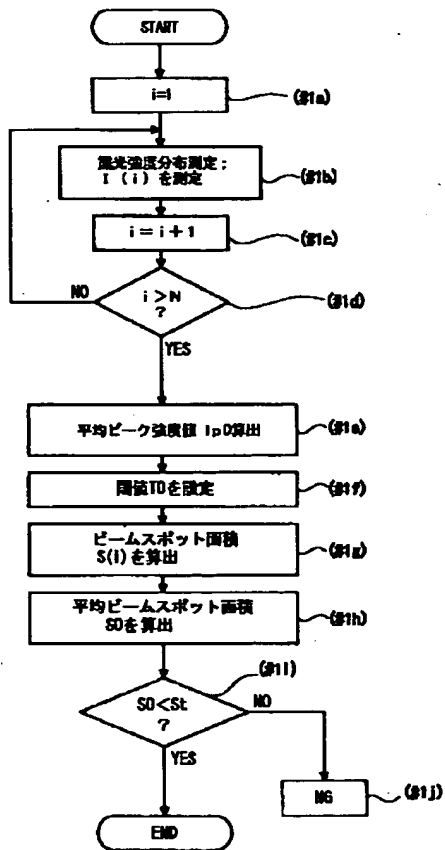 START
i=1
(#1a)
露光強度分布測定;
I (i) を測定
(#1b)
i = i + 1
(#1c)
i > N
?
(#1d)
NO
YES
平均ピーク強度値 Ip0算出
(#1e)
閾値T0を設定
(#1f)
ビームスポット面積
S(i)を算出
(#1g)
平均ビームスポット面積
S0を算出
(#1h)
(#1i)
S0<St
?
NO
YES
NG
(#1j)
END